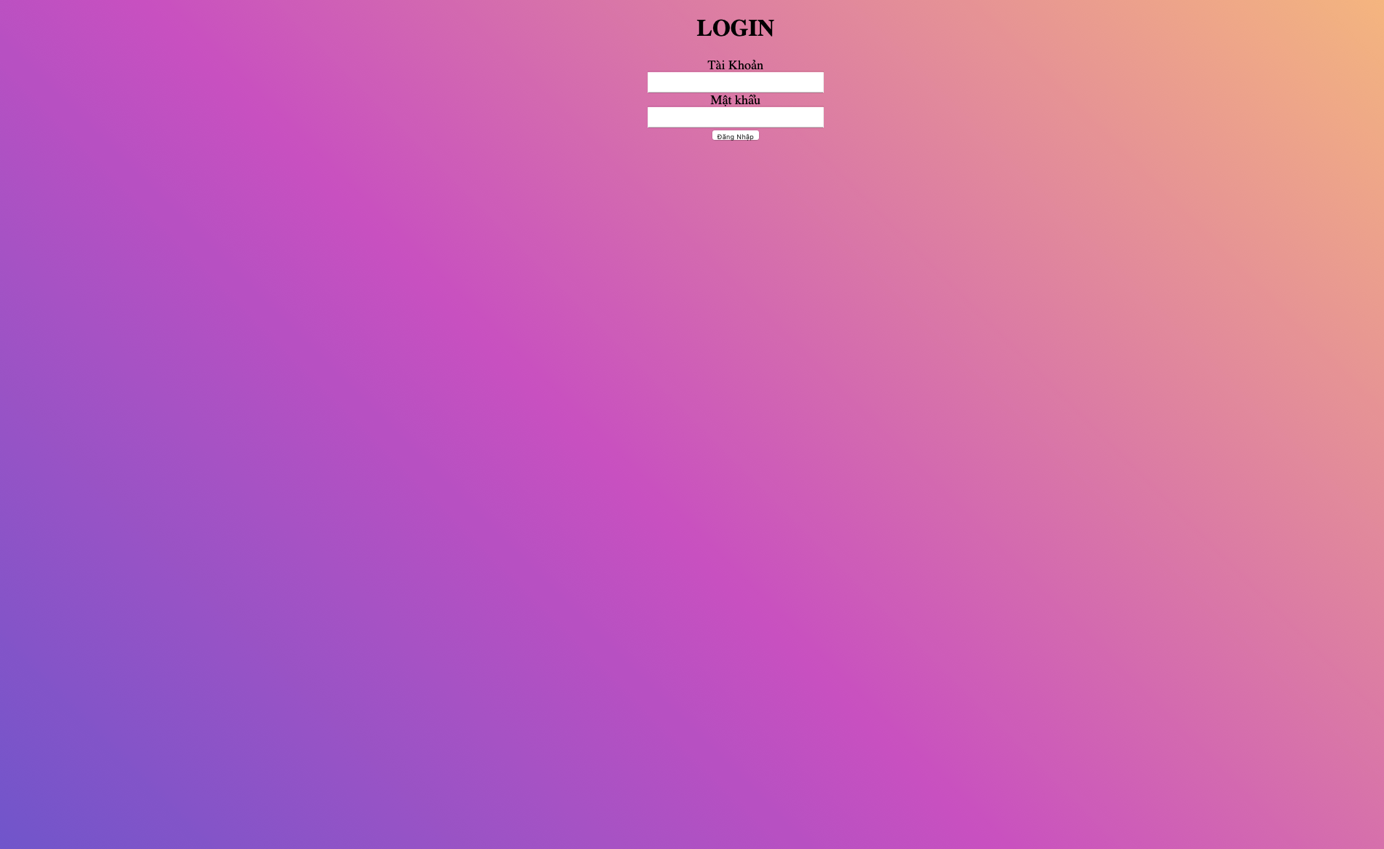 LOGIN
Tài Khoản
Mật khẩu
Đăng Nhập